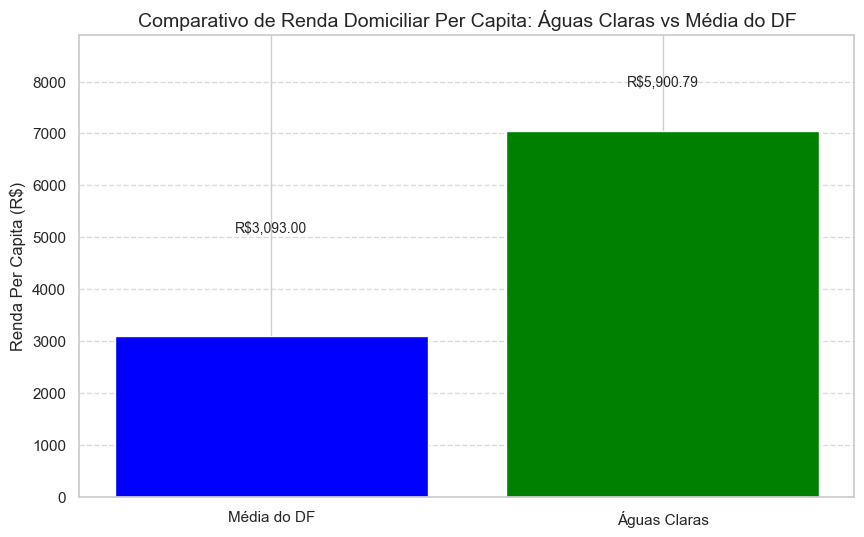 Comparativo de Renda Domiciliar Per Capita: Águas Claras vs Média do DF
Renda Per Capita (R$)
8000
7000
6000
5000
4000
3000
2000
1000
0
R$5,900.79
R$3,093.00
Média do DF
Águas Claras